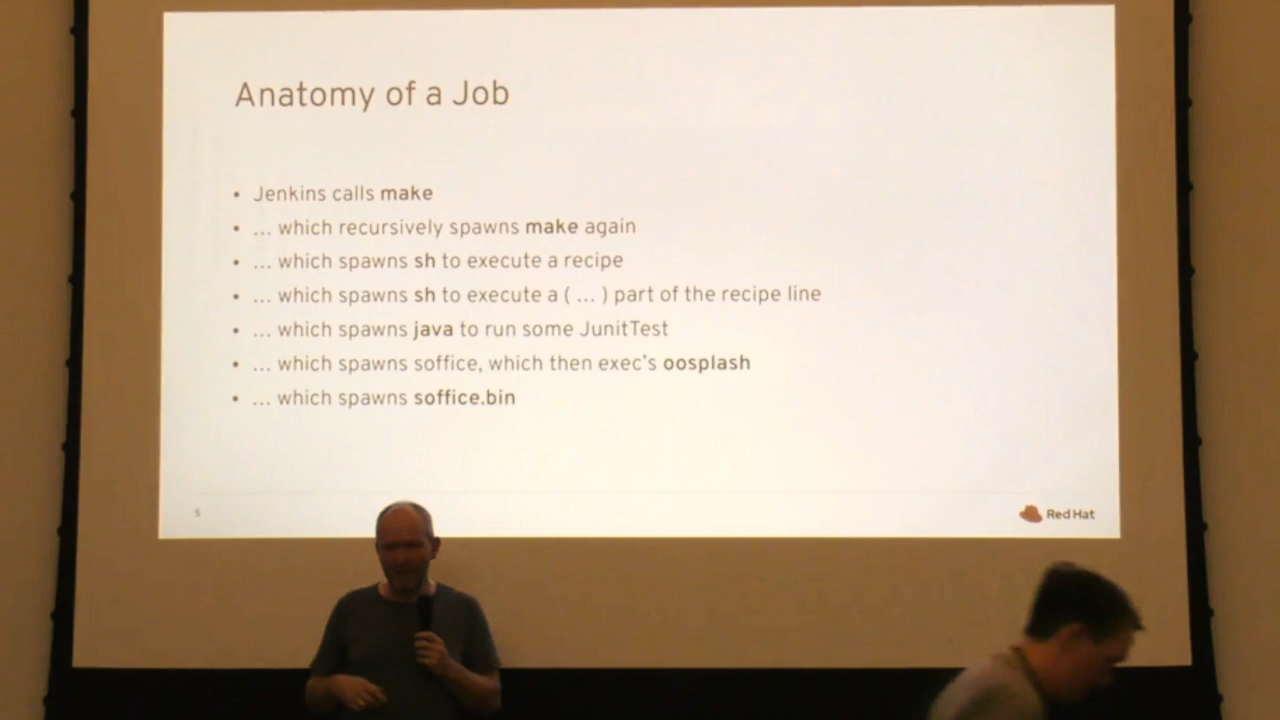 Anatomy of a Job
• Jenkins calls make
• … which recursively spawns make again
• … which spawns sh to execute a recipe
• … which spawns sh to execute a ( … ) part of the recipe line
• … which spawns java to run some JunitTest
• … which spawns soffice, which then exec’s oosplash
• … which spawns soffice.bin
5
Red Hat